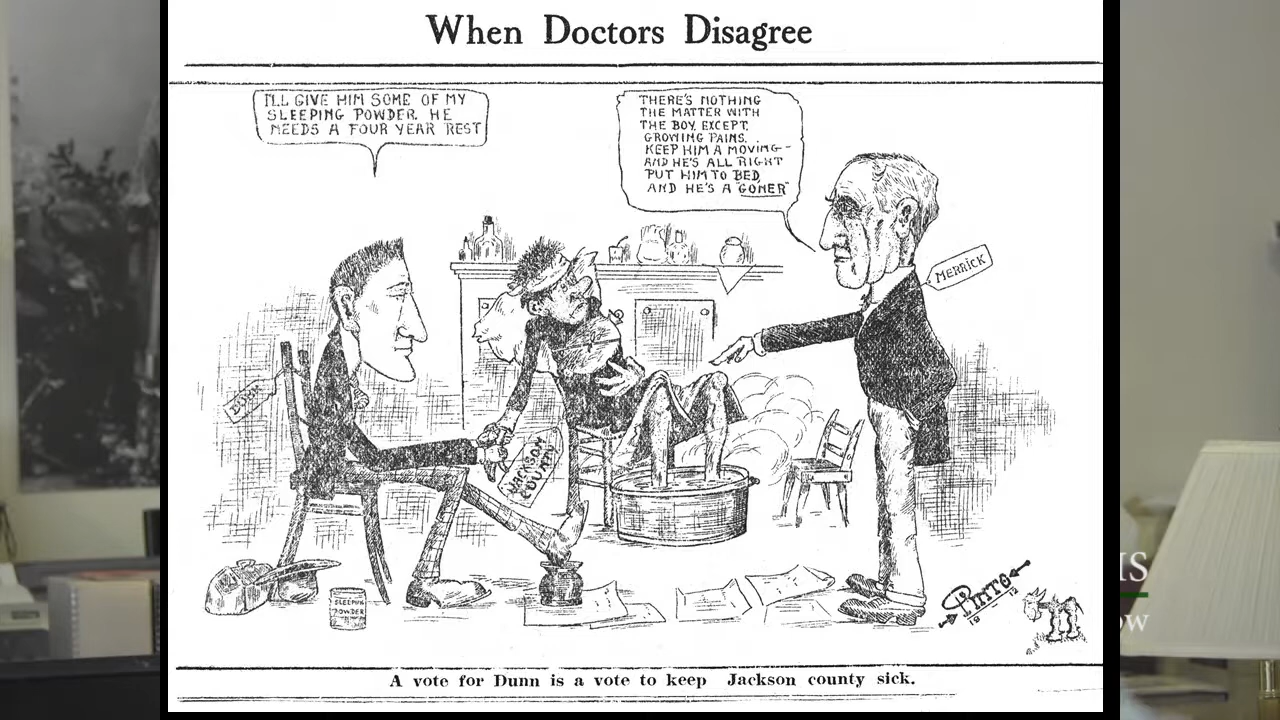 When Doctors Disagree
I'LL GIVE HIM SOME OF MY
SLEEPING POWDER. HE
NEEDS A FOUR YEAR REST
THERE'S NOTHING
THE MATTER WITH
THE BOY, EXCEPT,
GROWING PAINS.
KEEP HIM A MOVING-
AND HE'S ALL RIGHT
PUT HIM TO BED,
AND HE'S A "GONER"
MERRICK
DUNN
JACKSON
COUNTY
SLEEPING
POWDER
PINTO
1912
IS
OW
A vote for Dunn is a vote to keep Jackson county sick.